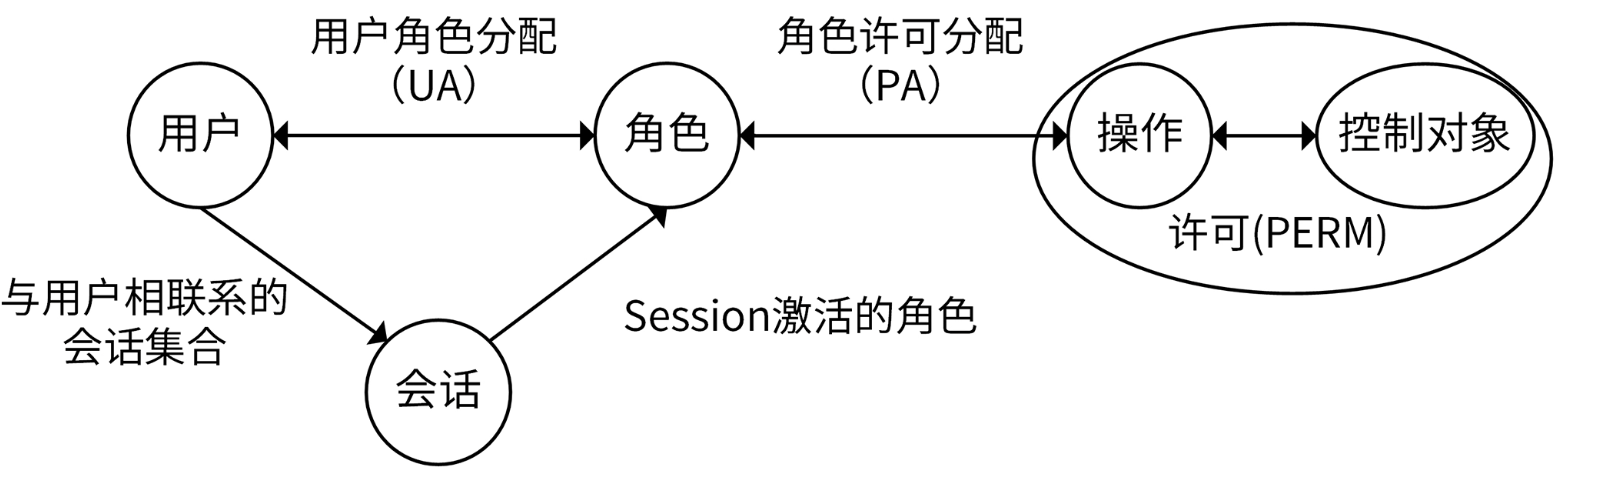 用户角色分配
（UA）
角色许可分配
（PA）
用户
角色
操作
控制对象
许可(PERM)
与用户相联系的
会话集合
Session激活的角色
会话